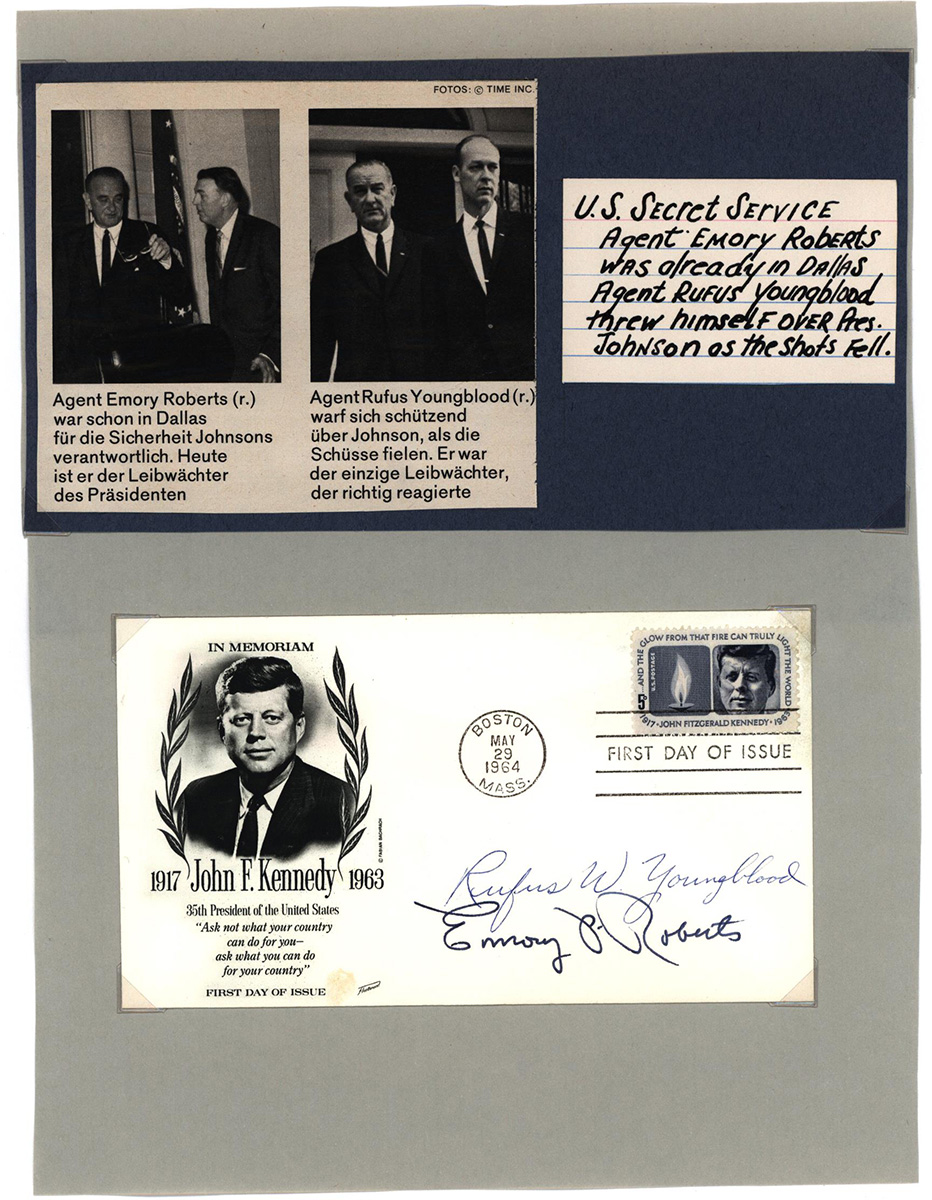 FOTOS: © TIME INC.
Agent Emory Roberts (r.)
war schon in Dallas
für die Sicherheit Johnsons
verantwortlich. Heute
ist er der Leibwächter
des Präsidenten
Agent Rufus Youngblood (r.)
warf sich schützend
über Johnson, als die
Schüsse fielen. Er war
der einzige Leibwächter,
der richtig reagierte
U.S. Secret Service
Agent Emory Roberts
was already in Dallas
Agent Rufus Youngblood
threw himself over Pres.
Johnson as the shots fell.
IN MEMORIAM
© FABIAN BACHRACH
1917 John F. Kennedy 1963
35th President of the United States
"Ask not what your country
can do for you—
ask what you can do
for your country"
FIRST DAY OF ISSUE
BOSTON
MAY
29
1964
MASS.
AND THE GLOW FROM THAT FIRE CAN TRULY LIGHT THE WORLD
U.S. POSTAGE
5c
1917 · JOHN FITZGERALD KENNEDY · 1963
FIRST DAY OF ISSUE
Rufus W. Youngblood
Emory P. Roberts